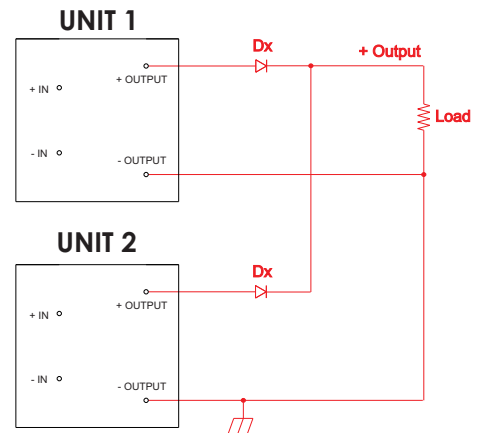 UNIT 1
Dx
+ Output
+ OUTPUT
+ IN
Load
- IN
- OUTPUT
UNIT 2
Dx
+ OUTPUT
+ IN
- IN
- OUTPUT